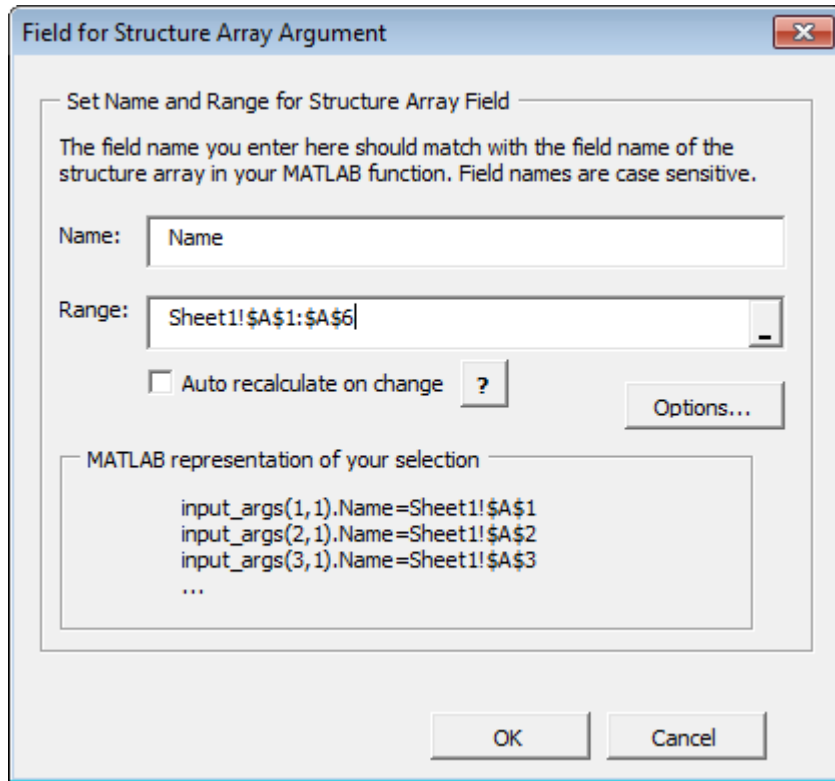 Field for Structure Array Argument
Set Name and Range for Structure Array Field
The field name you enter here should match with the field name of the
structure array in your MATLAB function. Field names are case sensitive.
Name: Name
Range: Sheet1!$A$1:$A$6
Auto recalculate on change ?
Options...
MATLAB representation of your selection
input_args(1,1).Name=Sheet1!$A$1
input_args(2,1).Name=Sheet1!$A$2
input_args(3,1).Name=Sheet1!$A$3
...
OK Cancel